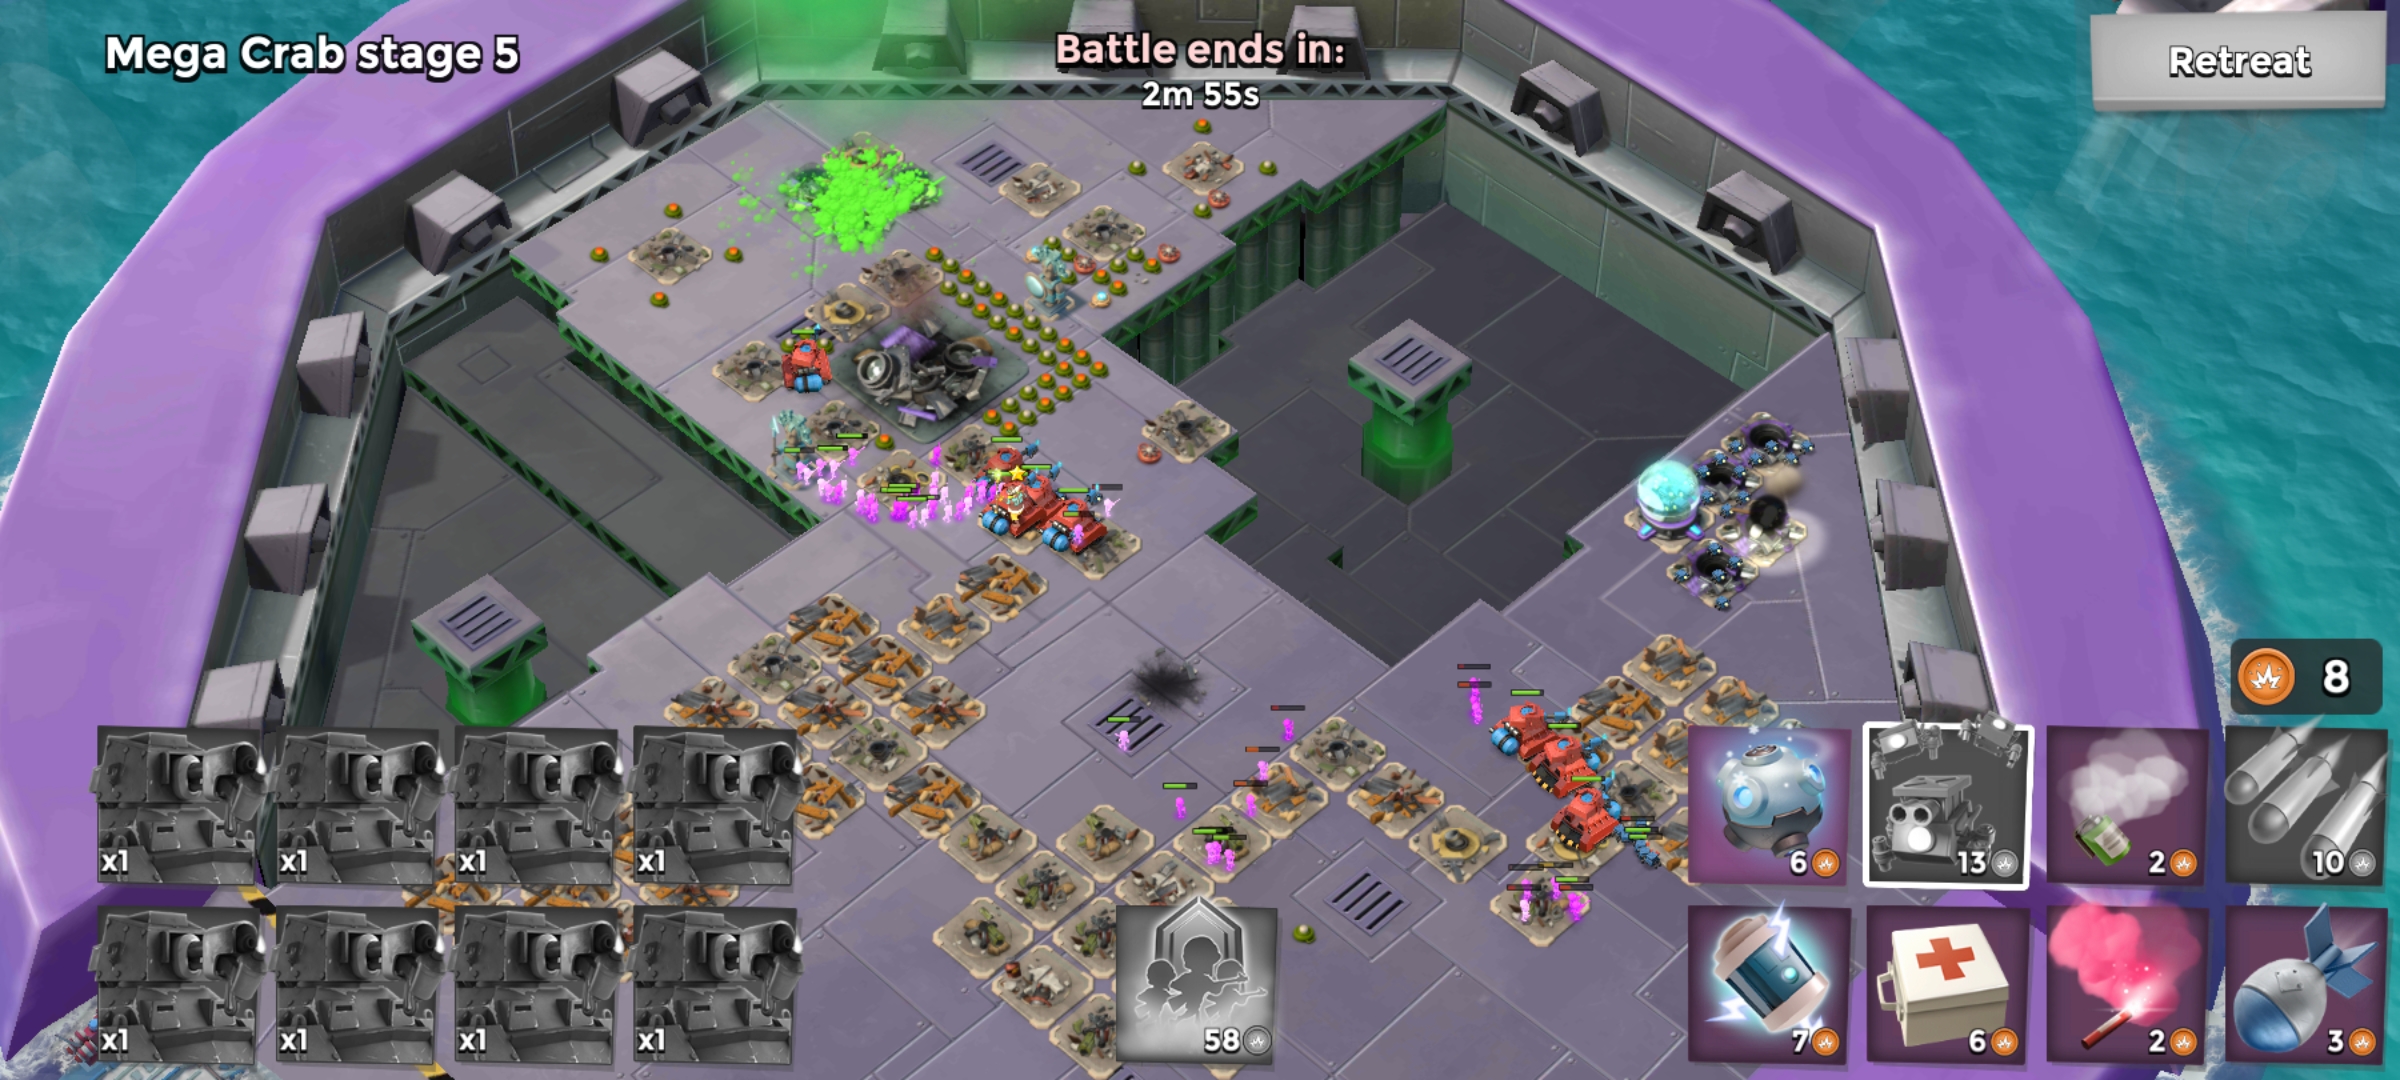 Mega Crab stage 5
Battle ends in:
2m 55s
Retreat
8
x1
x1
x1
x1
6
13
2
10
x1
x1
x1
x1
58
7
6
2
3